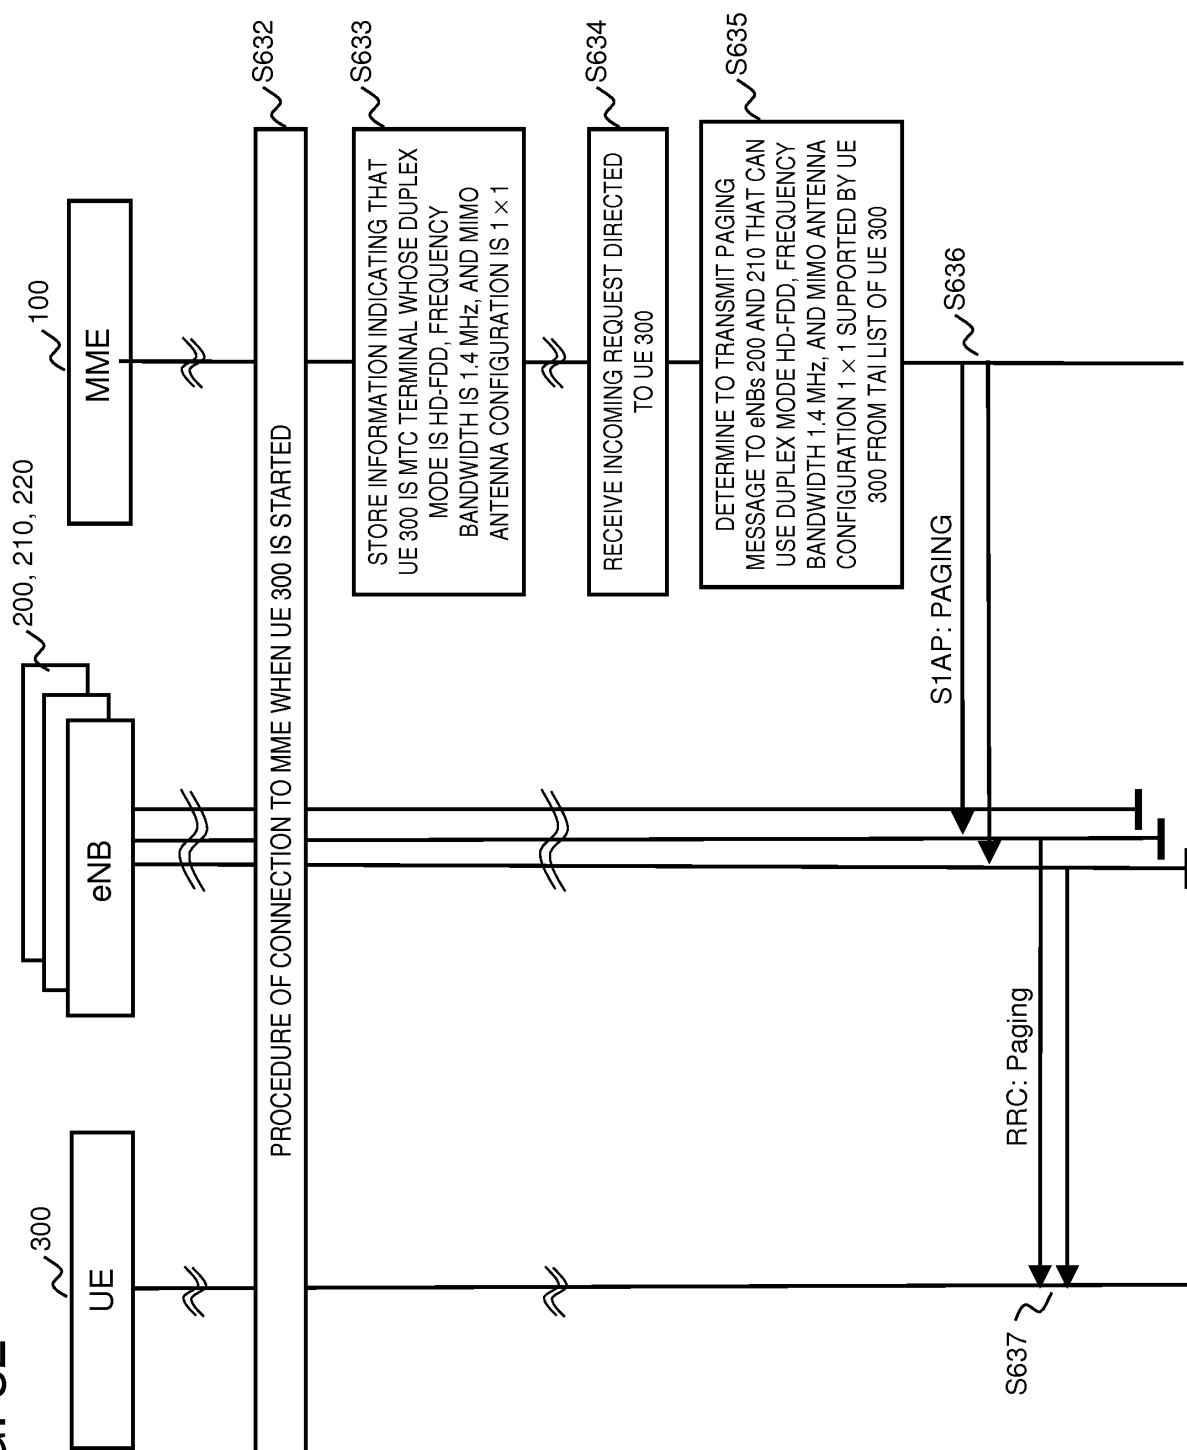 300
UE
200, 210, 220
eNB
100
MME
PROCEDURE OF CONNECTION TO MME WHEN UE 300 IS STARTED
S632
STORE INFORMATION INDICATING THAT
UE 300 IS MTC TERMINAL WHOSE DUPLEX
MODE IS HD-FDD, FREQUENCY
BANDWIDTH IS 1.4 MHz, AND MIMO
ANTENNA CONFIGURATION IS 1 × 1
S633
RECEIVE INCOMING REQUEST DIRECTED
TO UE 300
S634
DETERMINE TO TRANSMIT PAGING
MESSAGE TO eNBs 200 AND 210 THAT CAN
USE DUPLEX MODE HD-FDD, FREQUENCY
BANDWIDTH 1.4 MHz, AND MIMO ANTENNA
CONFIGURATION 1 × 1 SUPPORTED BY UE
300 FROM TAI LIST OF UE 300
S635
S1AP: PAGING
S636
RRC: Paging
S637